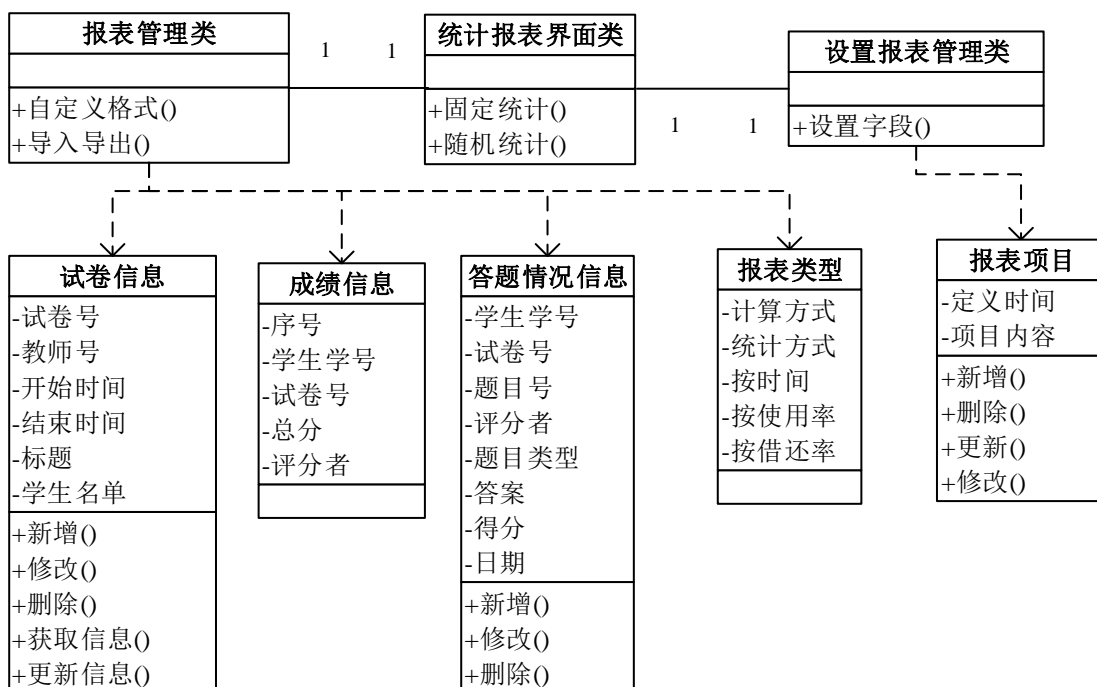 报表管理类
+自定义格式()
+导入导出()
1 1
统计报表界面类
+固定统计()
+随机统计()
1 1
设置报表管理类
+设置字段()
试卷信息
-试卷号
-教师号
-开始时间
-结束时间
-标题
-学生名单
+新增()
+修改()
+删除()
+获取信息()
+更新信息()
成绩信息
-序号
-学生学号
-试卷号
-总分
-评分者
答题情况信息
-学生学号
-试卷号
-题目号
-评分者
-题目类型
-答案
-得分
-日期
+新增()
+修改()
+删除()
报表类型
-计算方式
-统计方式
-按时间
-按使用率
-按借还率
报表项目
-定义时间
-项目内容
+新增()
+删除()
+更新()
+修改()